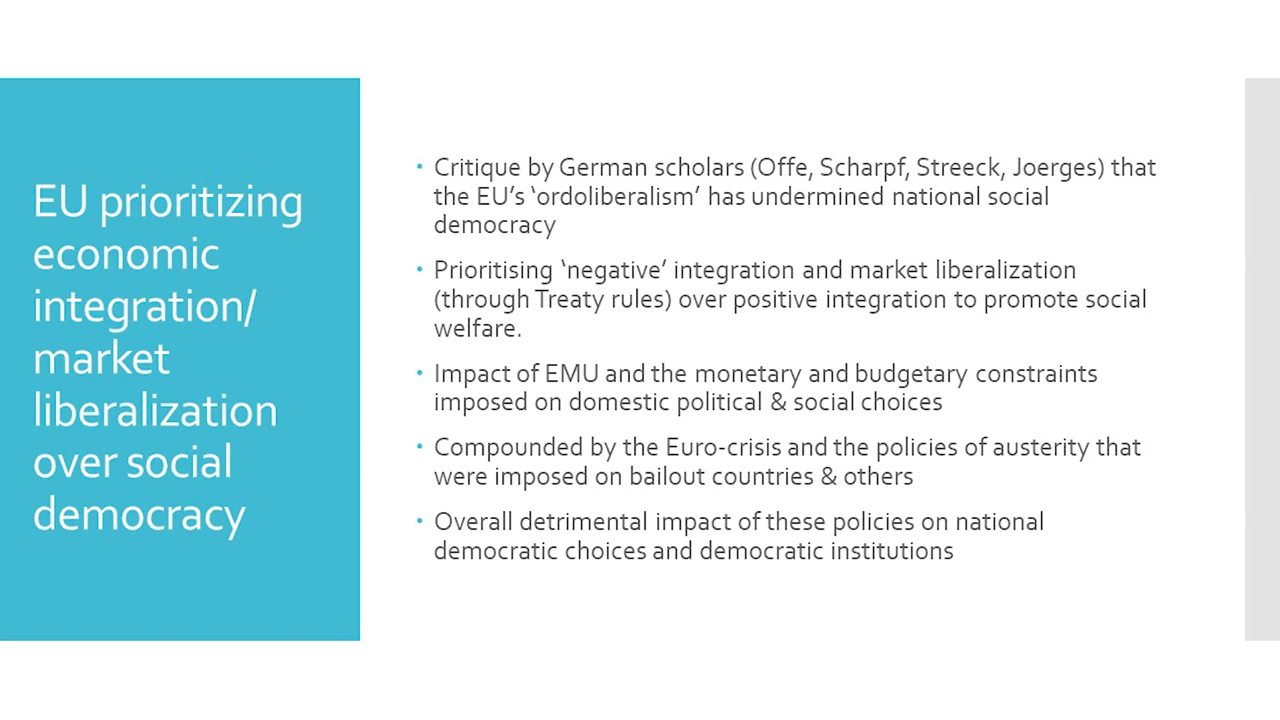 EU prioritizing
economic
integration/
market
liberalization
over social
democracy
• Critique by German scholars (Offe, Scharpf, Streeck, Joerges) that
the EU’s ‘ordoliberalism’ has undermined national social
democracy
• Prioritising ‘negative’ integration and market liberalization
(through Treaty rules) over positive integration to promote social
welfare.
• Impact of EMU and the monetary and budgetary constraints
imposed on domestic political & social choices
• Compounded by the Euro-crisis and the policies of austerity that
were imposed on bailout countries & others
• Overall detrimental impact of these policies on national
democratic choices and democratic institutions